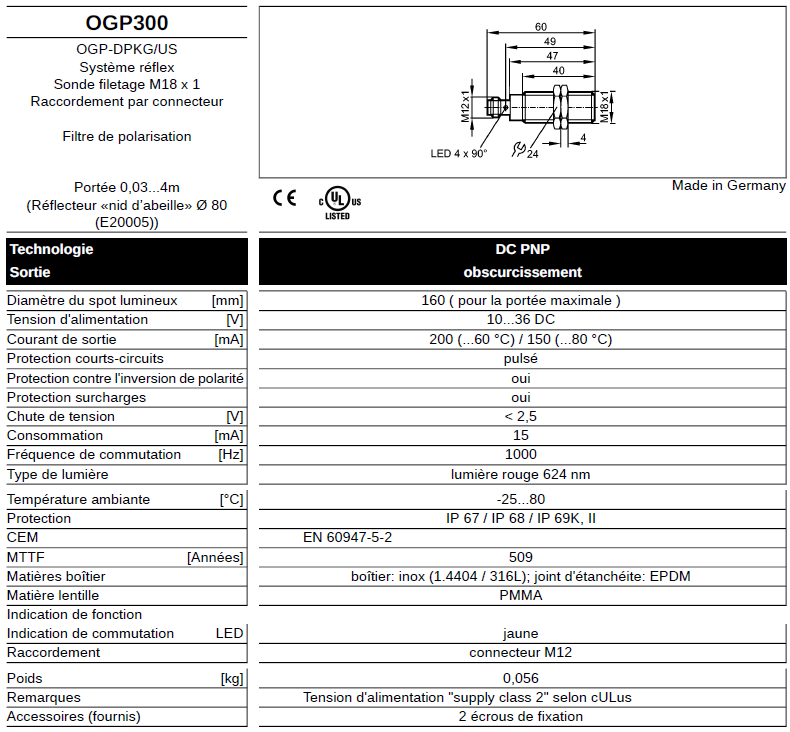 OGP300
OGP-DPKG/US
Système réflex
Sonde filetage M18 x 1
Raccordement par connecteur
Filtre de polarisation
Portée 0,03...4m
(Réflecteur «nid d'abeille» Ø 80
(E20005))
60
49
47
40
M12x1
M18x1
4
LED 4 x 90°
24
CE
C UL US
LISTED
Made in Germany
Technologie DC PNP
Sortie obscurcissement
Diamètre du spot lumineux [mm] 160 ( pour la portée maximale )
Tension d'alimentation [V] 10...36 DC
Courant de sortie [mA] 200 (...60 °C) / 150 (...80 °C)
Protection courts-circuits pulsé
Protection contre l'inversion de polarité oui
Protection surcharges oui
Chute de tension [V] < 2,5
Consommation [mA] 15
Fréquence de commutation [Hz] 1000
Type de lumière lumière rouge 624 nm
Température ambiante [°C] -25...80
Protection IP 67 / IP 68 / IP 69K, II
CEM EN 60947-5-2
MTTF [Années] 509
Matières boîtier boîtier: inox (1.4404 / 316L); joint d'étanchéite: EPDM
Matière lentille PMMA
Indication de fonction
Indication de commutation LED jaune
Raccordement connecteur M12
Poids [kg] 0,056
Remarques Tension d'alimentation "supply class 2" selon cULus
Accessoires (fournis) 2 écrous de fixation